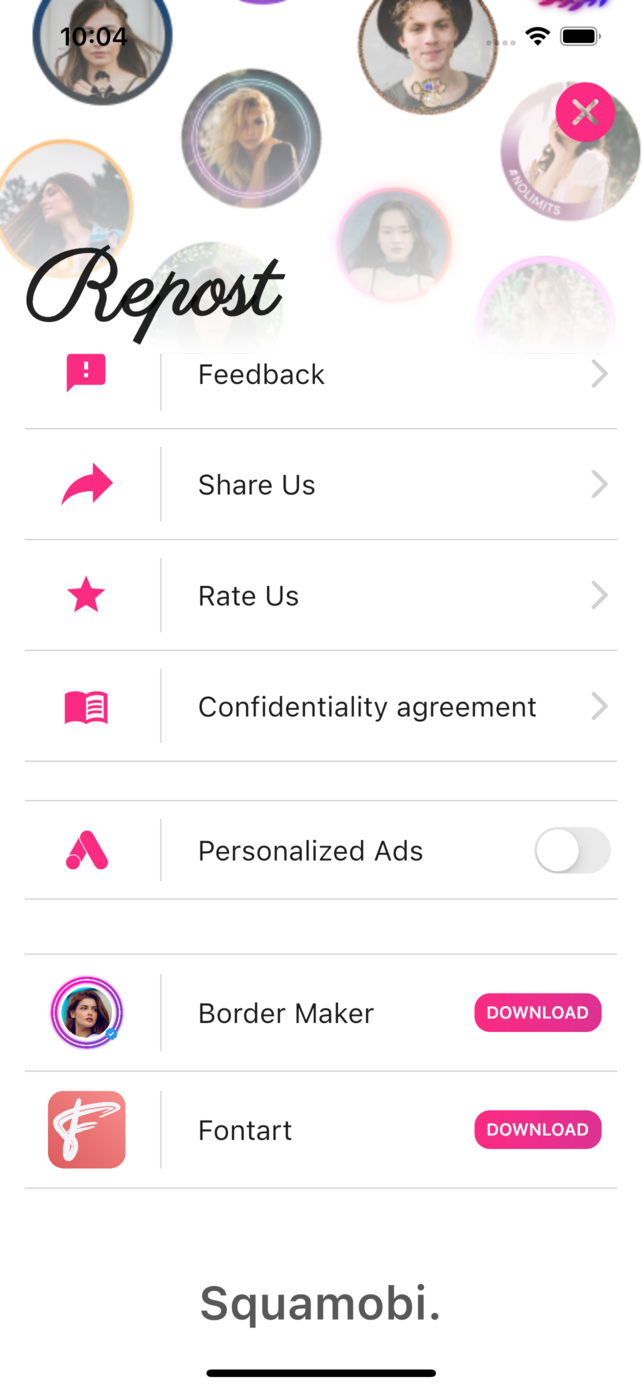 10:04
#NOLIMITS
Repost
Feedback
Share Us
Rate Us
Confidentiality agreement
Personalized Ads
Border Maker
DOWNLOAD
Fontart
DOWNLOAD
Squamobi.